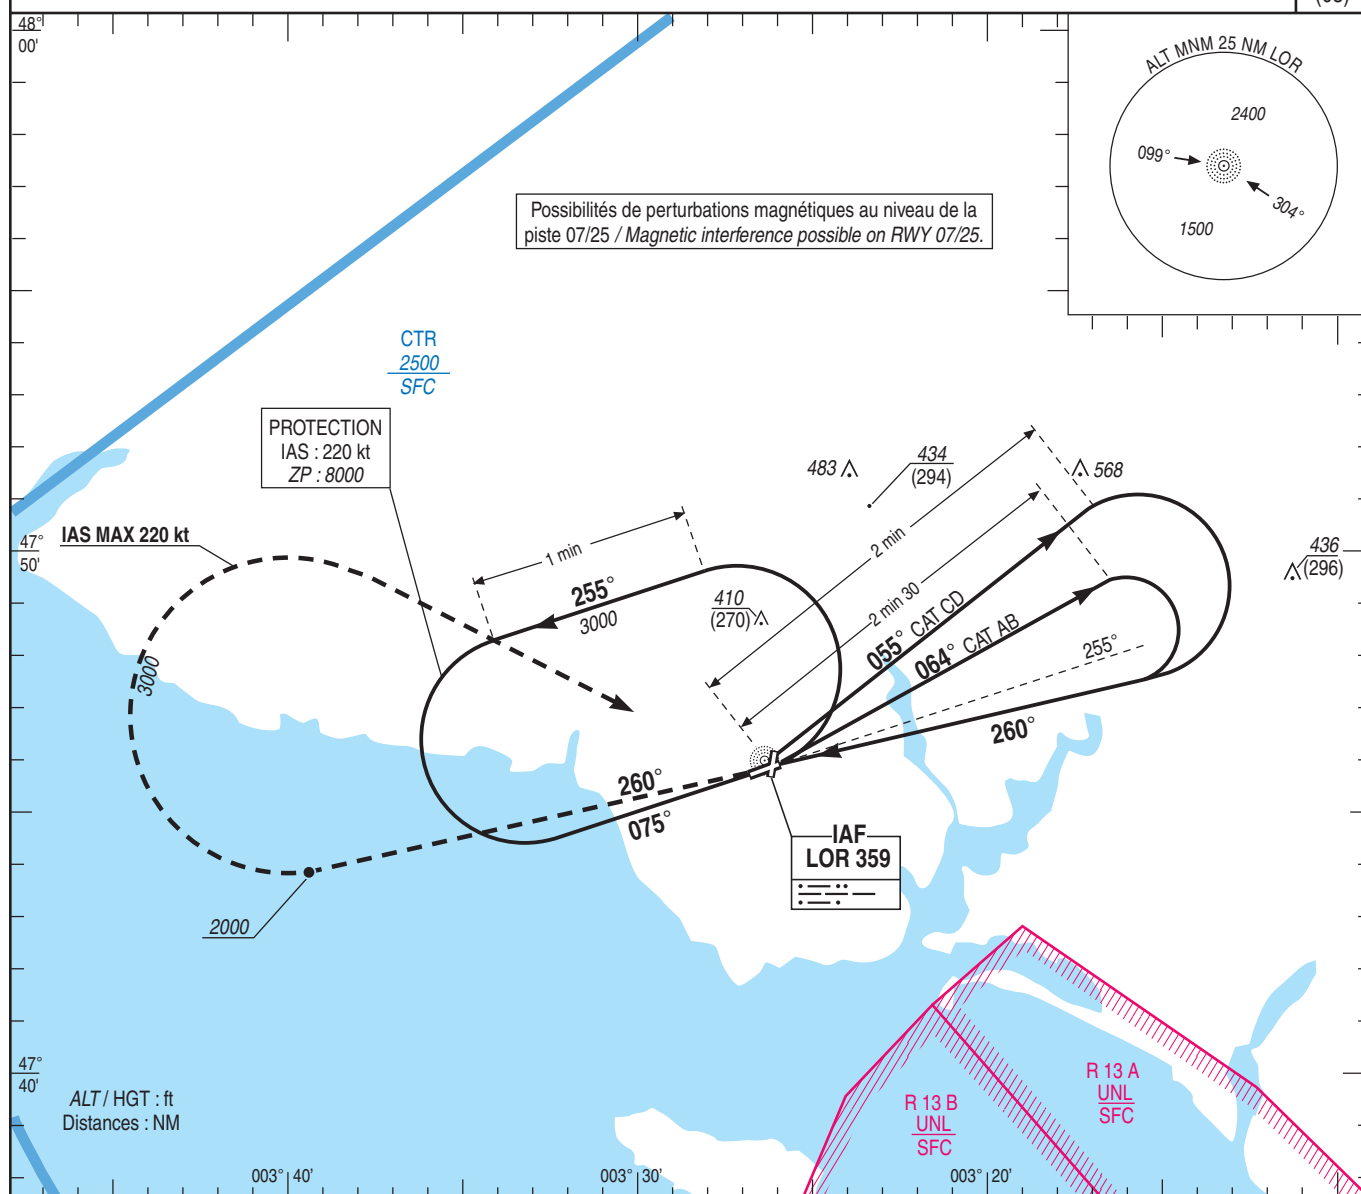 48°
00'
ALT MNM 25 NM LOR
2400
099°
304°
1500
Possibilités de perturbations magnétiques au niveau de la
piste 07/25 / Magnetic interference possible on RWY 07/25.
CTR
2500
SFC
PROTECTION
IAS : 220 kt
ZP : 8000
483
434
(294)
568
47°
50'
IAS MAX 220 kt
1 min
2 min
436
(296)
255°
3000
410
(270)
2 min 30
055° CAT CD
064° CAT AB
255°
3000
260°
260°
075°
IAF
LOR 359
2000
47°
40'
ALT / HGT : ft
Distances : NM
R 13 A
UNL
SFC
R 13 B
UNL
SFC
003° 40'
003° 30'
003° 20'